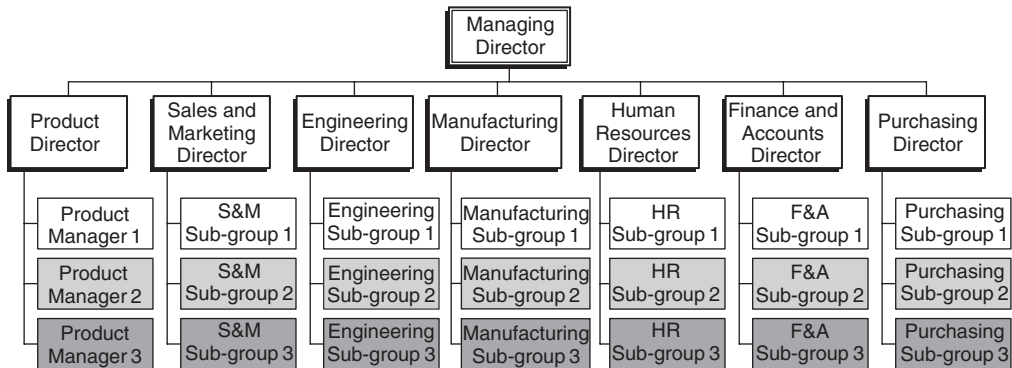 Managing
Director
Product
Director
Sales and
Marketing
Director
Engineering
Director
Manufacturing
Director
Human
Resources
Director
Finance and
Accounts
Director
Purchasing
Director
Product
Manager 1
S&M
Sub-group 1
Engineering
Sub-group 1
Manufacturing
Sub-group 1
HR
Sub-group 1
F&A
Sub-group 1
Purchasing
Sub-group 1
Product
Manager 2
S&M
Sub-group 2
Engineering
Sub-group 2
Manufacturing
Sub-group 2
HR
Sub-group 2
F&A
Sub-group 2
Purchasing
Sub-group 2
Product
Manager 3
S&M
Sub-group 3
Engineering
Sub-group 3
Manufacturing
Sub-group 3
HR
Sub-group 3
F&A
Sub-group 3
Purchasing
Sub-group 3